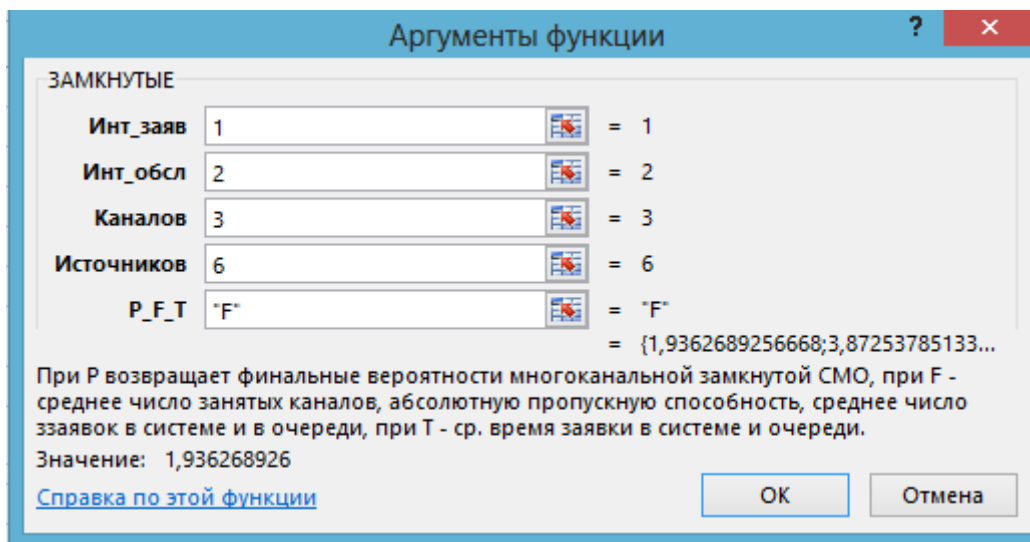 Аргументы функции ? ×
ЗАМКНУТЫЕ
Инт_заяв 1 = 1
Инт_обсл 2 = 2
Каналов 3 = 3
Источников 6 = 6
P_F_T "F" = "F"
= {1,9362689256668;3,87253785133...
При P возвращает финальные вероятности многоканальной замкнутой СМО, при F -
среднее число занятых каналов, абсолютную пропускную способность, среднее число
ззаявок в системе и в очереди, при T - ср. время заявки в системе и очереди.
Значение: 1,936268926
Справка по этой функции ОК Отмена